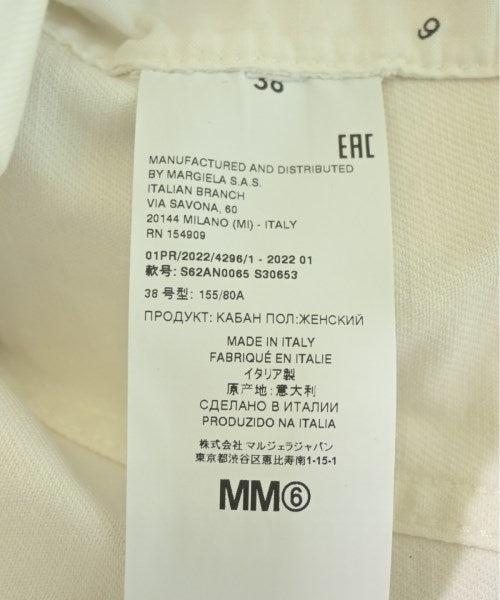 9
38
EAC
MANUFACTURED AND DISTRIBUTED
BY MARGIELA S.A.S.
ITALIAN BRANCH
VIA SAVONA, 60
20144 MILANO (MI) - ITALY
RN 154909
01PR/2022/4296/1 - 2022 01
款号: S62AN0065 S30653
38 号型: 155/80A
ПРОДУКТ: КАБАН ПОЛ:ЖЕНСКИЙ
MADE IN ITALY
FABRIQUÉ EN ITALIE
イタリア製
原产地: 意大利
СДЕЛАНО В ИТАЛИИ
PRODUZIDO NA ITALIA
株式会社 マルジェラジャパン
東京都渋谷区恵比寿南1-15-1
MM⑥